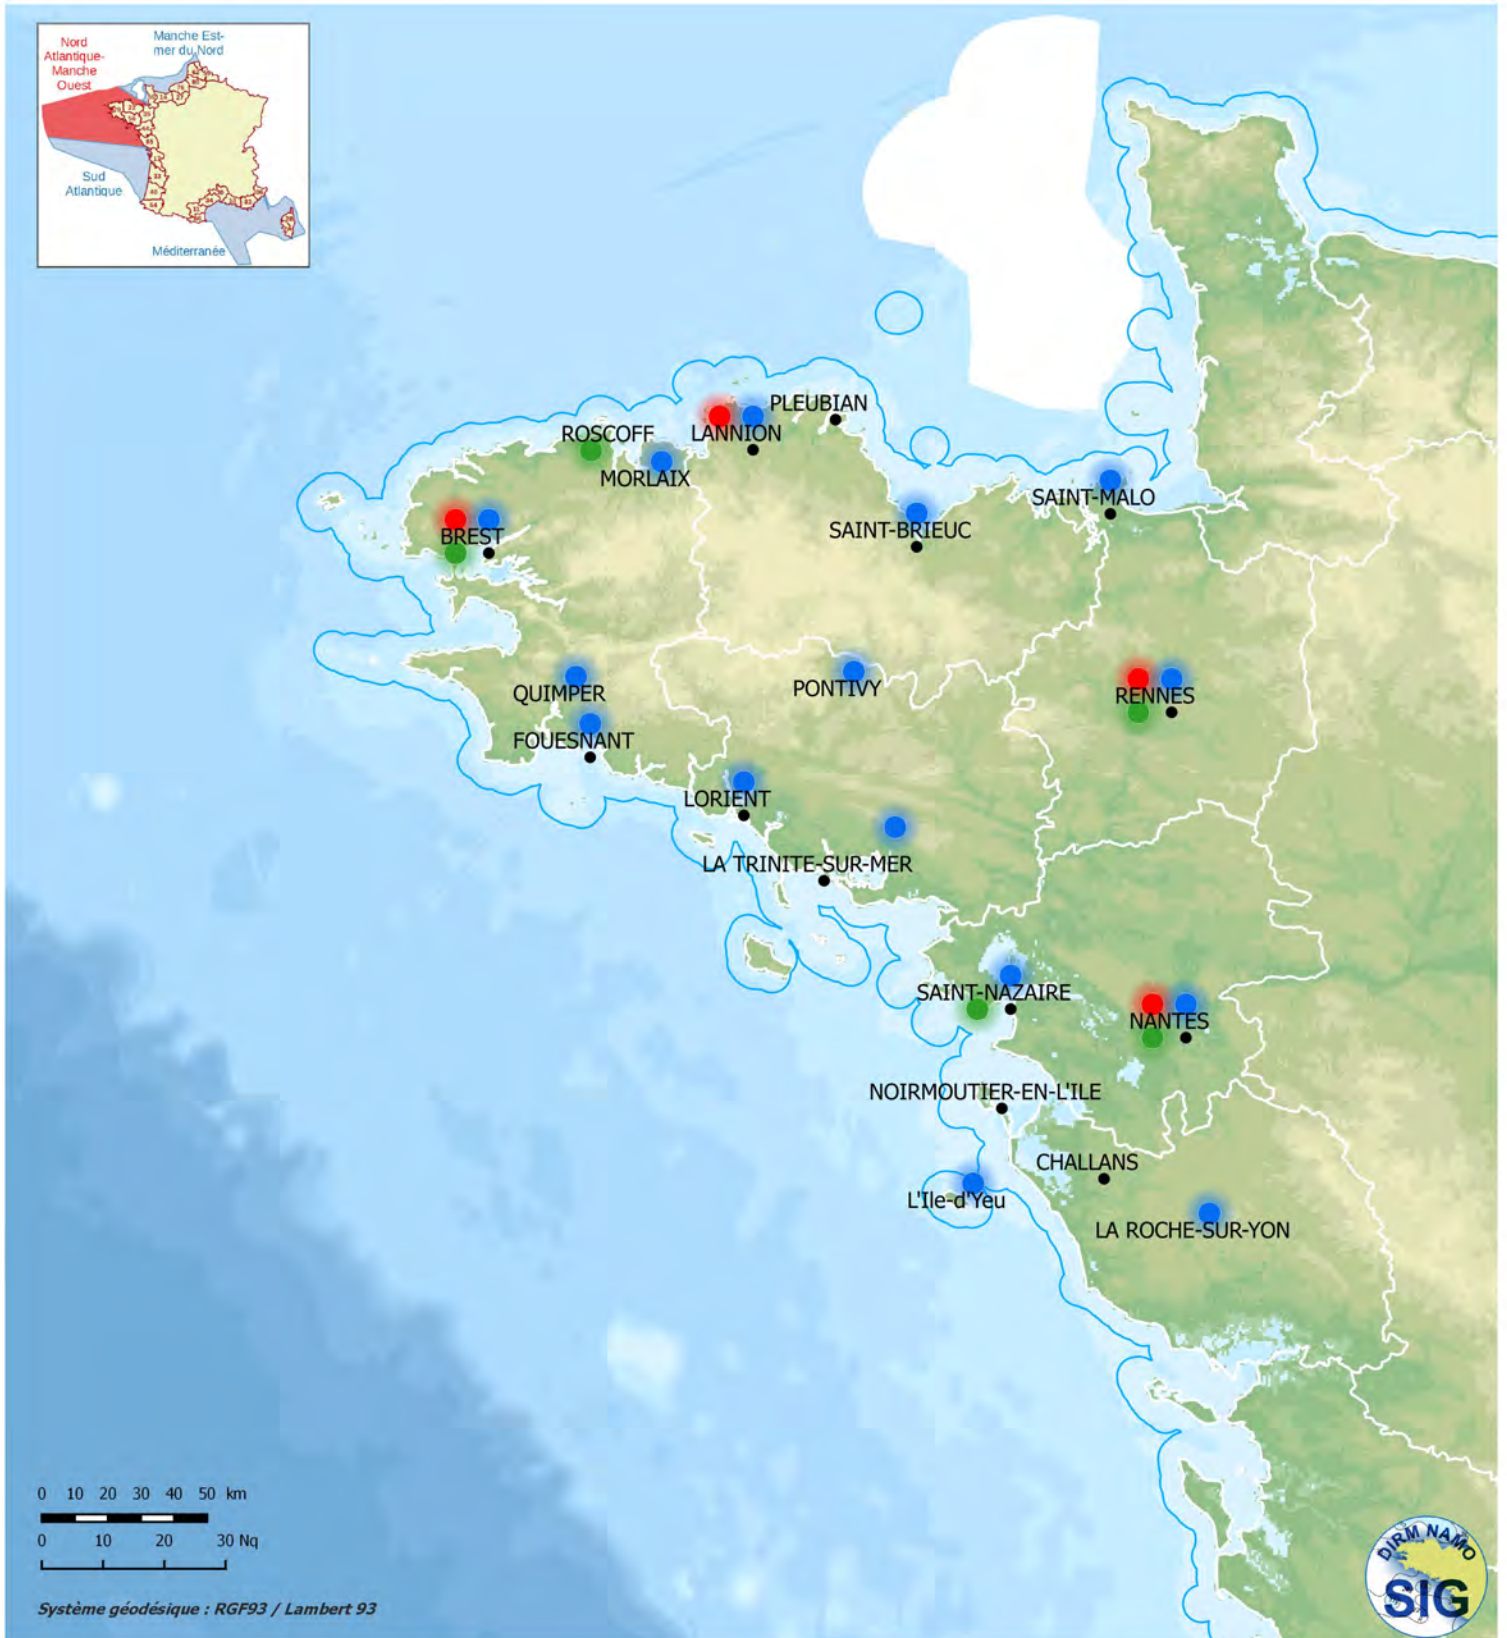 Nord
Atlantique-
Manche
Ouest
Manche Est-
mer du Nord
Sud
Atlantique
Méditerranée
PLEUBIAN
ROSCOFF
LANNION
MORLAIX
SAINT-MALO
BREST
SAINT-BRIEUC
QUIMPER
PONTIVY
RENNES
FOUESNANT
LORIENT
LA TRINITE-SUR-MER
SAINT-NAZAIRE
NANTES
NOIRMOUTIER-EN-L'ILE
CHALLANS
L'Ile-d'Yeu
LA ROCHE-SUR-YON
0 10 20 30 40 50 km
0 10 20 30 Nq
Système géodésique : RGF93 / Lambert 93
DIRM NAMO
SIG